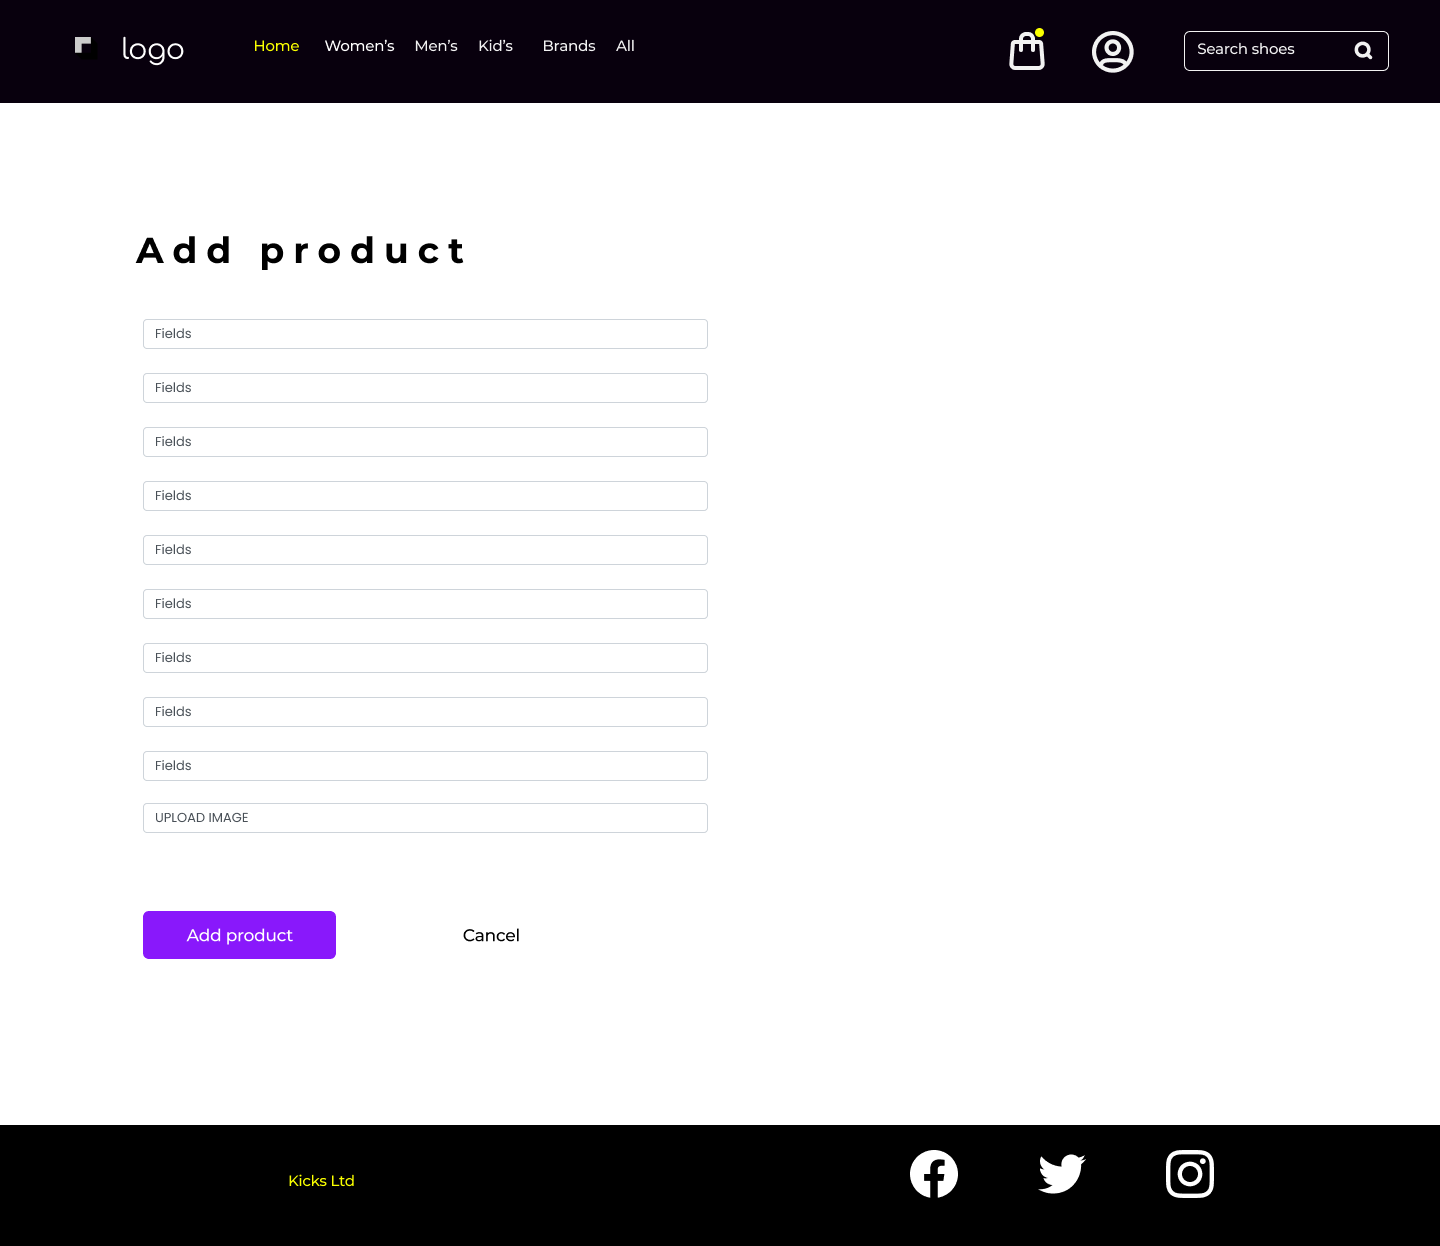 logo
Home Women’s Men’s Kid’s Brands All
Search shoes
Add product
Fields
Fields
Fields
Fields
Fields
Fields
Fields
Fields
Fields
UPLOAD IMAGE
Add product Cancel
Kicks Ltd